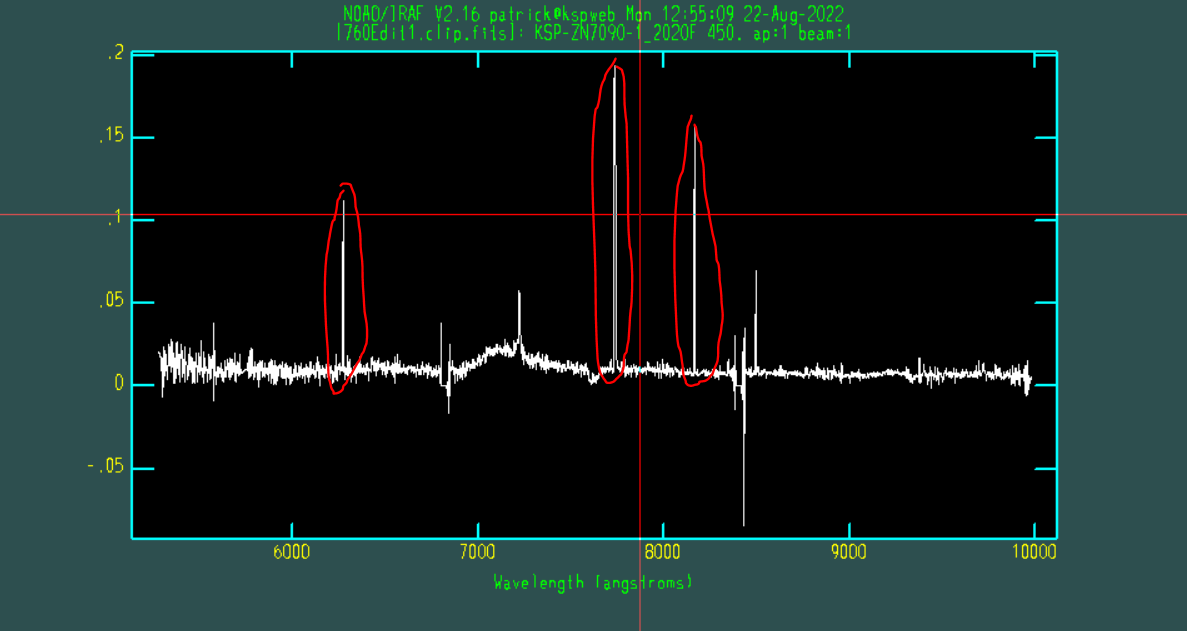 NOAO/IRAF V2.16 patrick@kspweb Mon 12:55:09 22-Aug-2022
[760Edit1.clip.fits]: KSP-ZN7090-1_2020F 450. ap:1 beam:1
.2
.15
.1
.05
0
-.05
6000 7000 8000 9000 10000
Wavelength (angstroms)